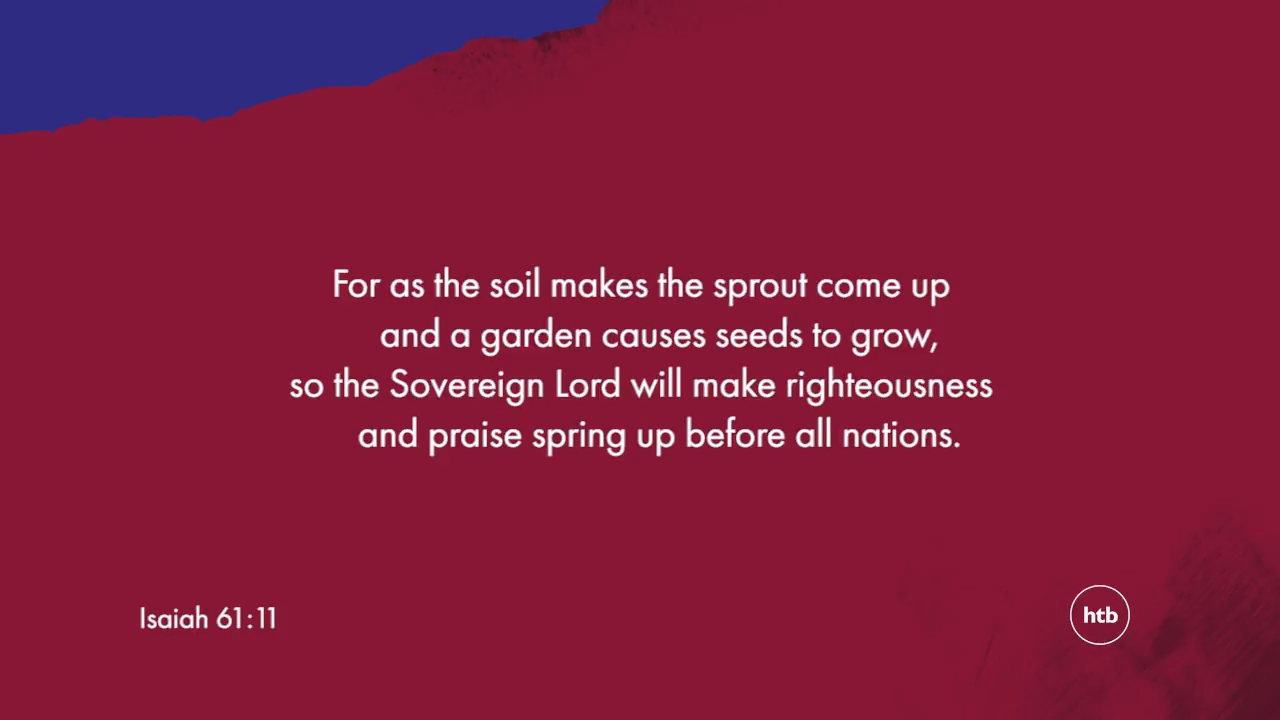 For as the soil makes the sprout come up
and a garden causes seeds to grow,
so the Sovereign Lord will make righteousness
and praise spring up before all nations.
Isaiah 61:11
htb